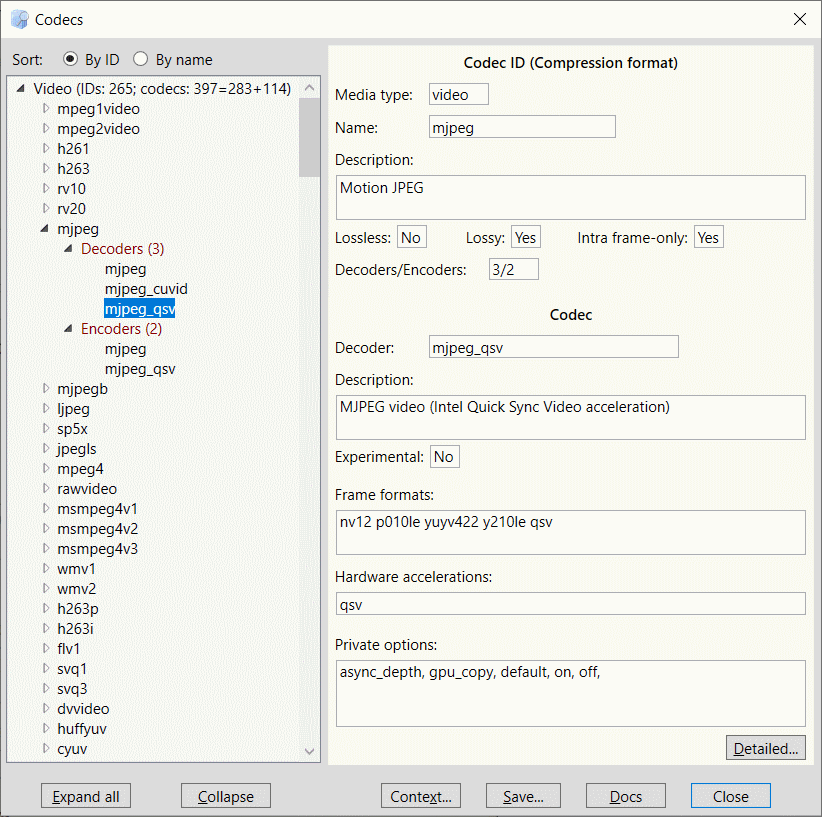 Codecs
Sort: By ID By name
Video (IDs: 265; codecs: 397=283+114)
mpeg1video
mpeg2video
h261
h263
rv10
rv20
mjpeg
Decoders (3)
mjpeg
mjpeg_cuvid
mjpeg_qsv
Encoders (2)
mjpeg
mjpeg_qsv
mjpegb
ljpeg
sp5x
jpegls
mpeg4
rawvideo
msmpeg4v1
msmpeg4v2
msmpeg4v3
wmv1
wmv2
h263p
h263i
flv1
svq1
svq3
dvvideo
huffyuv
cyuv
Codec ID (Compression format)
Media type: video
Name: mjpeg
Description:
Motion JPEG
Lossless: No Lossy: Yes Intra frame-only: Yes
Decoders/Encoders: 3/2
Codec
Decoder: mjpeg_qsv
Description:
MJPEG video (Intel Quick Sync Video acceleration)
Experimental: No
Frame formats:
nv12 p010le yuyv422 y210le qsv
Hardware accelerations:
qsv
Private options:
async_depth, gpu_copy, default, on, off,
Detailed...
Expand all Collapse Context... Save... Docs Close